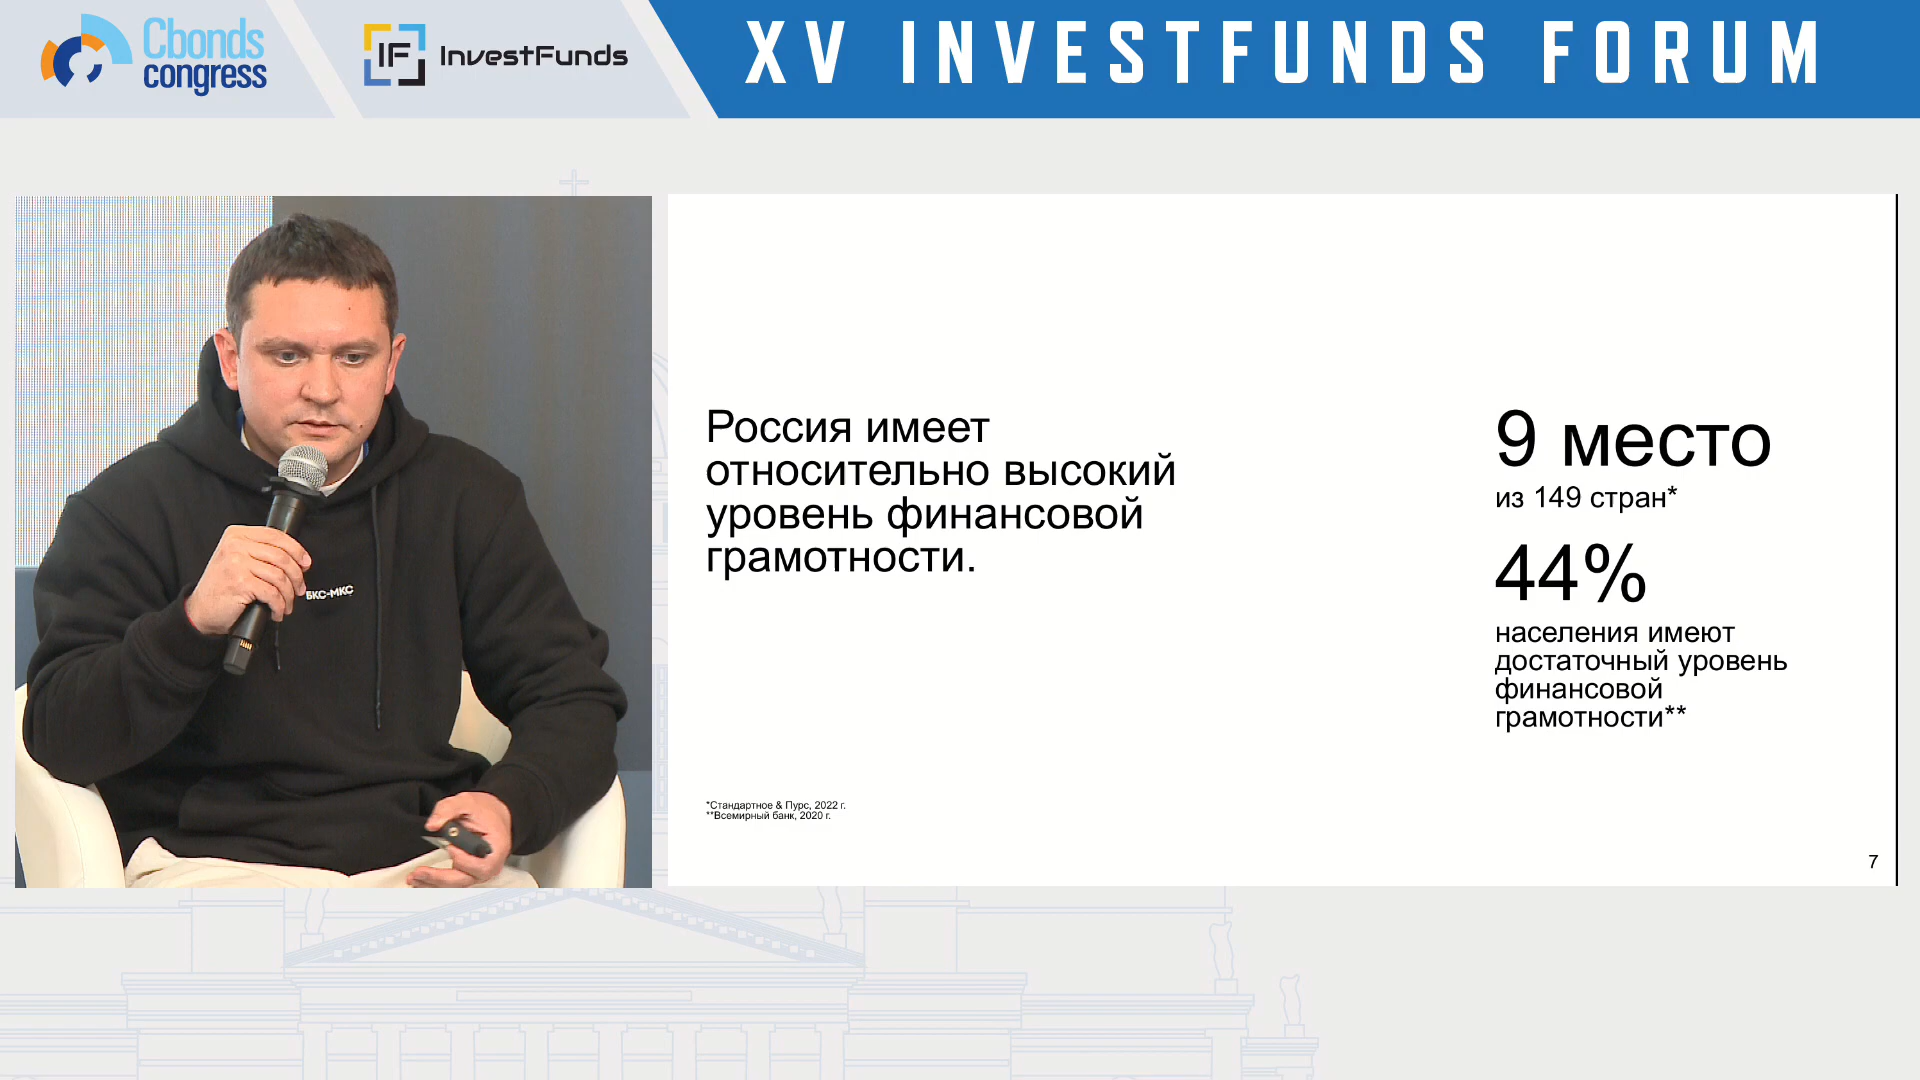 Cbonds
congress
IF InvestFunds
XV INVESTFUNDS FORUM
БКС-МКС
Россия имеет
относительно высокий
уровень финансовой
грамотности.
9 место
из 149 стран*
44%
населения имеют
достаточный уровень
финансовой
грамотности**
*Стандартное & Пурс, 2022 г.
**Всемирный банк, 2020 г.
7